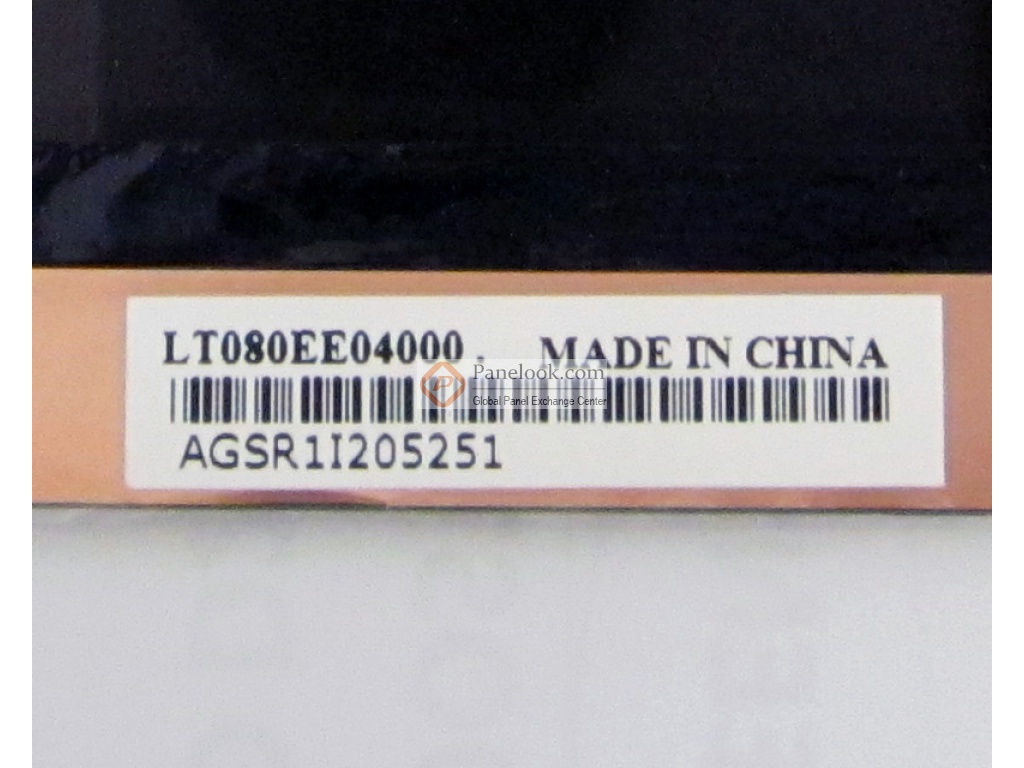 LT080EE04000 . MADE IN CHINA
Panelook.com
Global Panel Exchange Center
AGSR1I205251